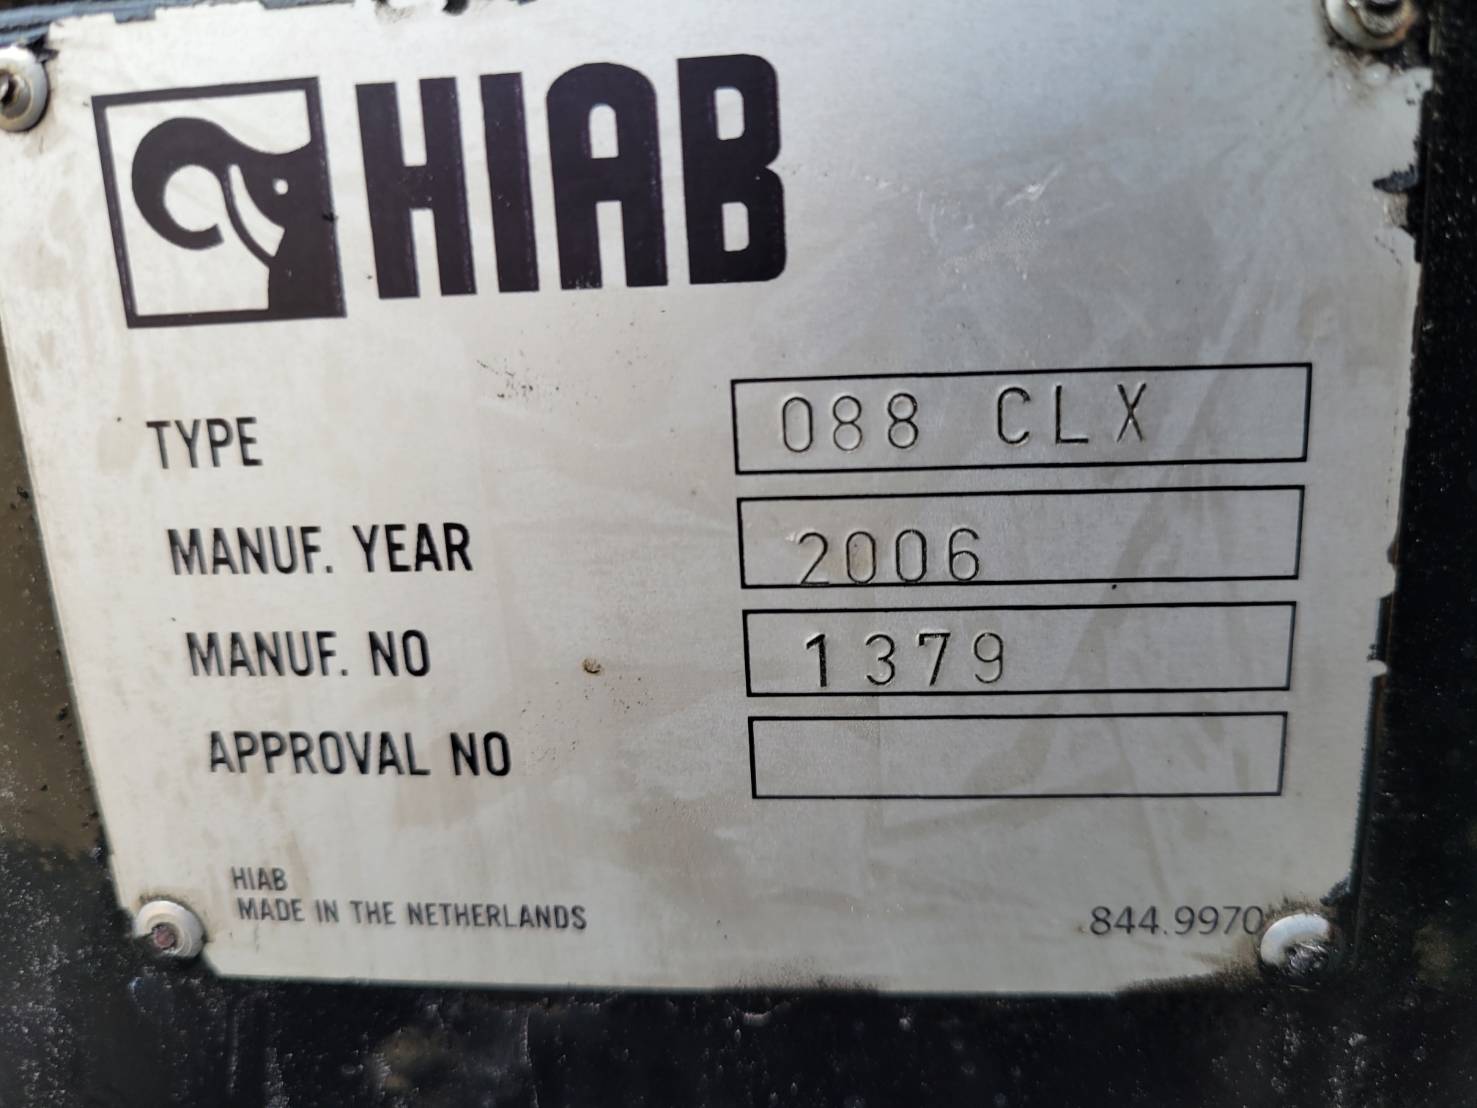 HIAB
TYPE 088 CLX
MANUF. YEAR 2006
MANUF. NO 1379
APPROVAL NO
HIAB
MADE IN THE NETHERLANDS
844.9970